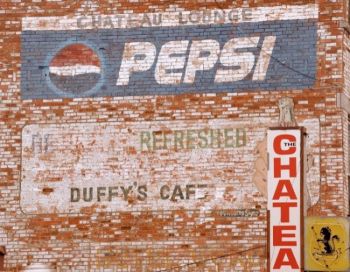 CHATEAU LOUNGE
PEPSI
REFRESHED
DUFFY'S CAFE
THE
CHATEA